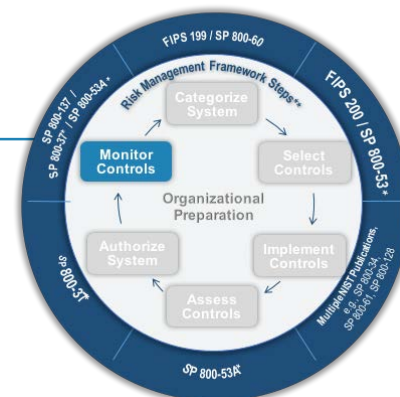 FIPS 199 / SP 800-60
FIPS 200 / SP 800-53*
Multiple NIST Publications,
e.g., SP 800-34,
SP 800-61, SP 800-128
SP 800-53A*
SP 800-37*
SP 800-137 /
SP 800-37* / SP 800-53A*
Risk Management Framework Steps**
Categorize
System
Select
Controls
Implement
Controls
Assess
Controls
Authorize
System
Monitor
Controls
Organizational
Preparation